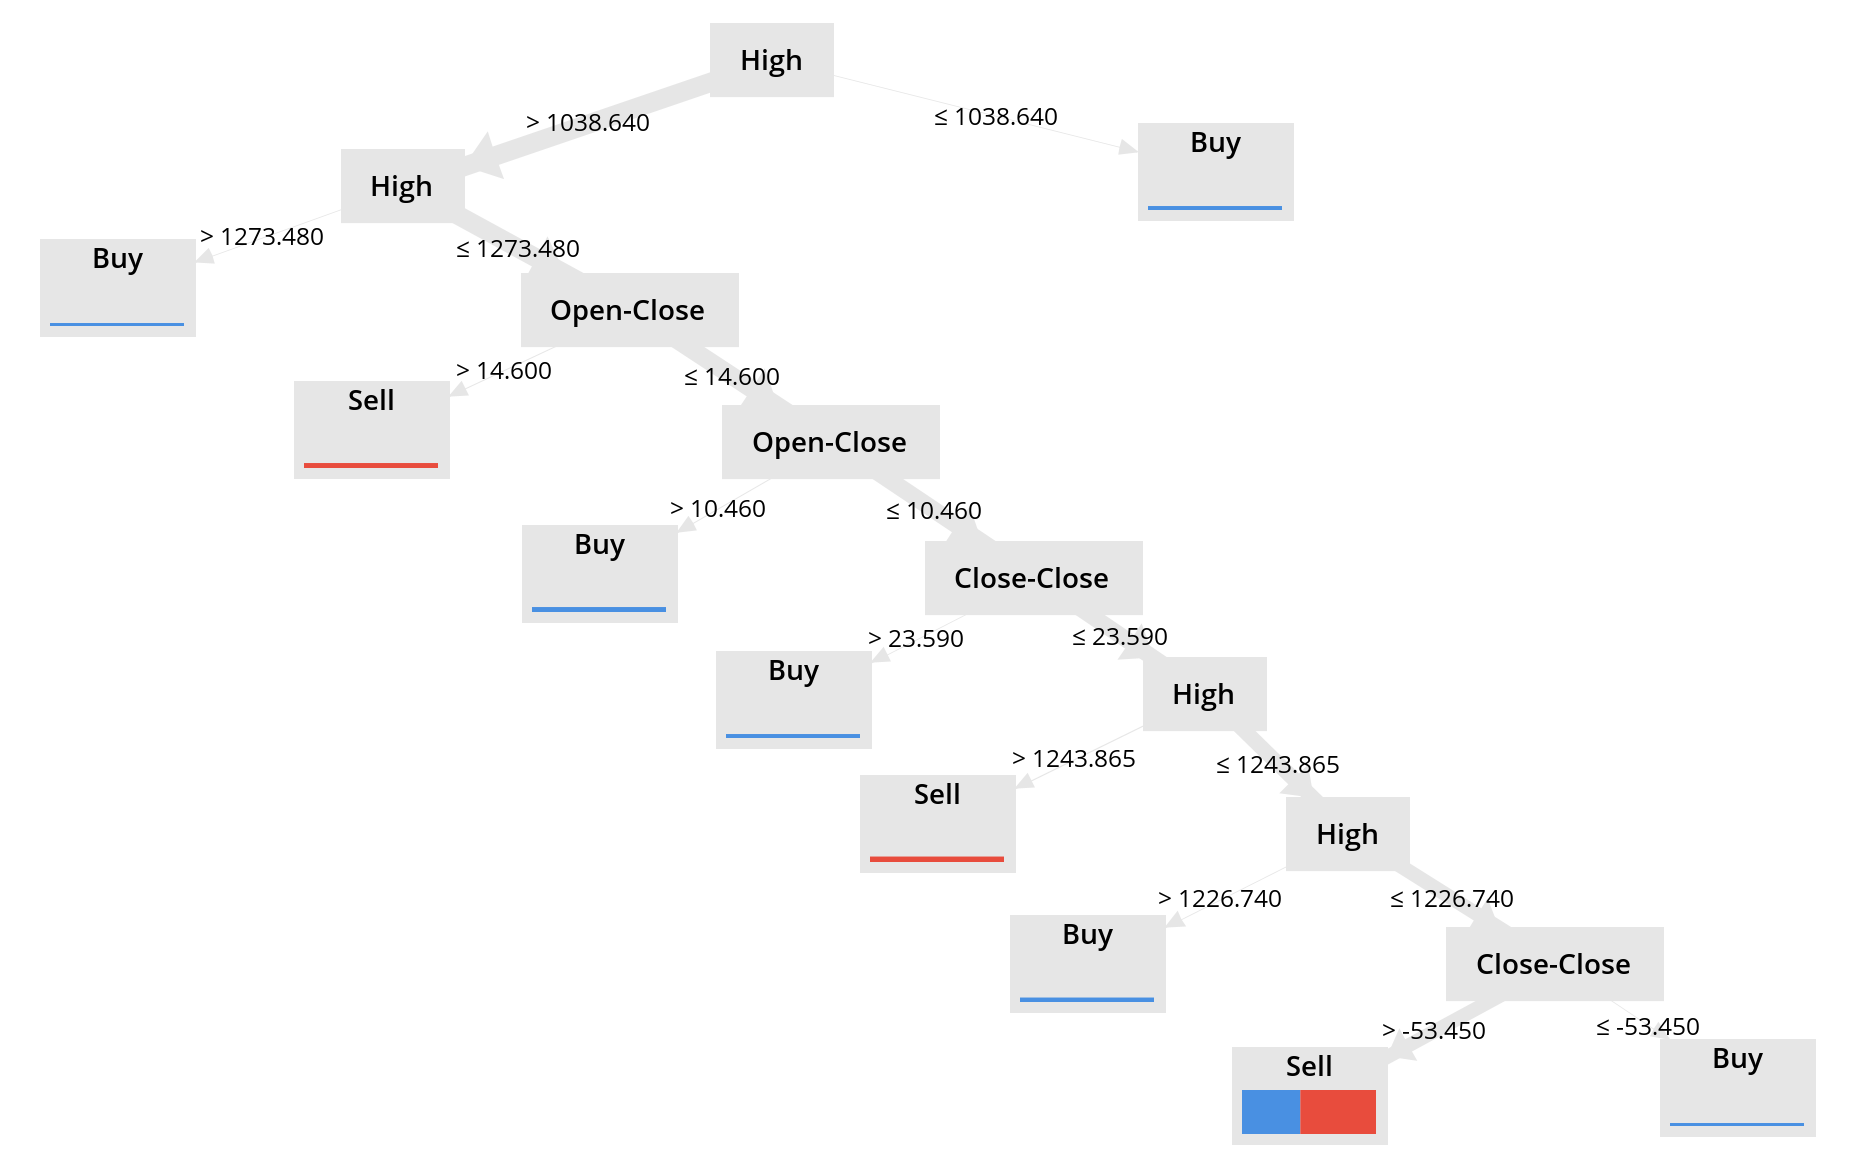 High
> 1038.640
≤ 1038.640
Buy
High
> 1273.480
≤ 1273.480
Buy
Open-Close
> 14.600
≤ 14.600
Sell
Open-Close
> 10.460
≤ 10.460
Buy
Close-Close
> 23.590
≤ 23.590
Buy
High
> 1243.865
≤ 1243.865
Sell
High
> 1226.740
≤ 1226.740
Buy
Close-Close
> -53.450
≤ -53.450
Sell
Buy